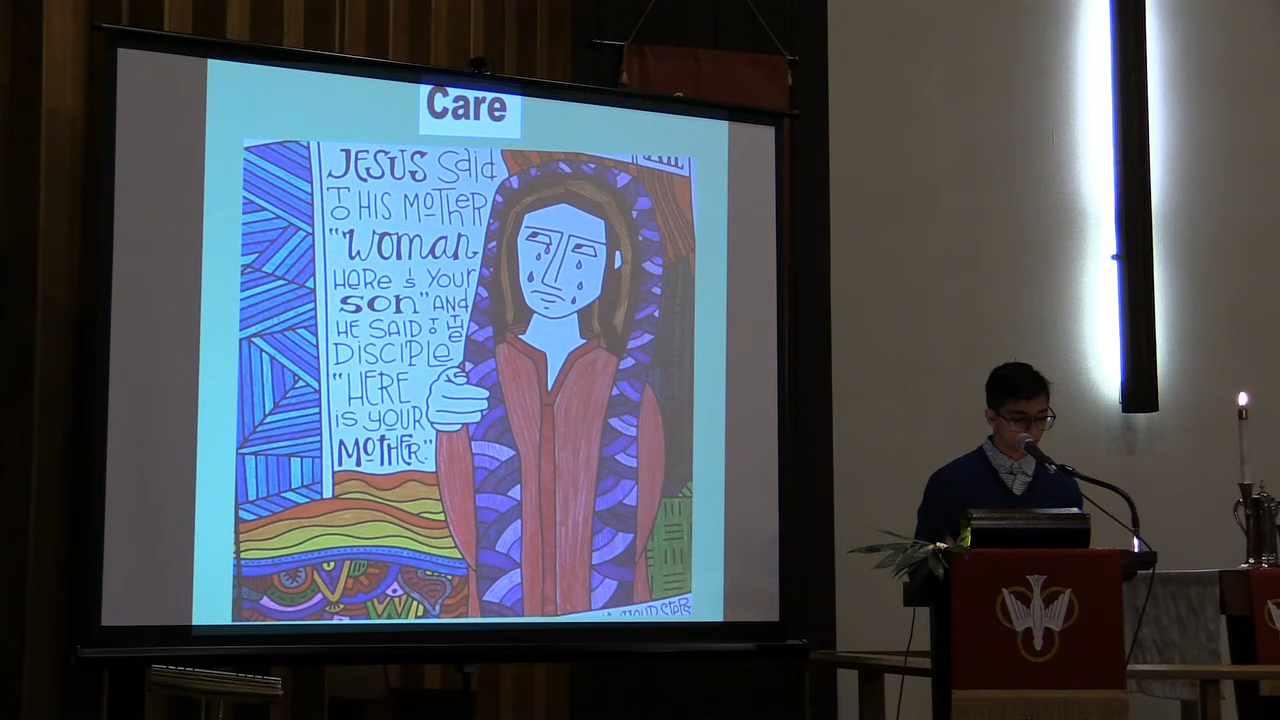 Care
JESUS Said
TO HIS MOTHER
"Woman
HERE is Your
SON" AND
HE SAID TO THE
DISCIPLE
"HERE
is YOUR
MOTHER."